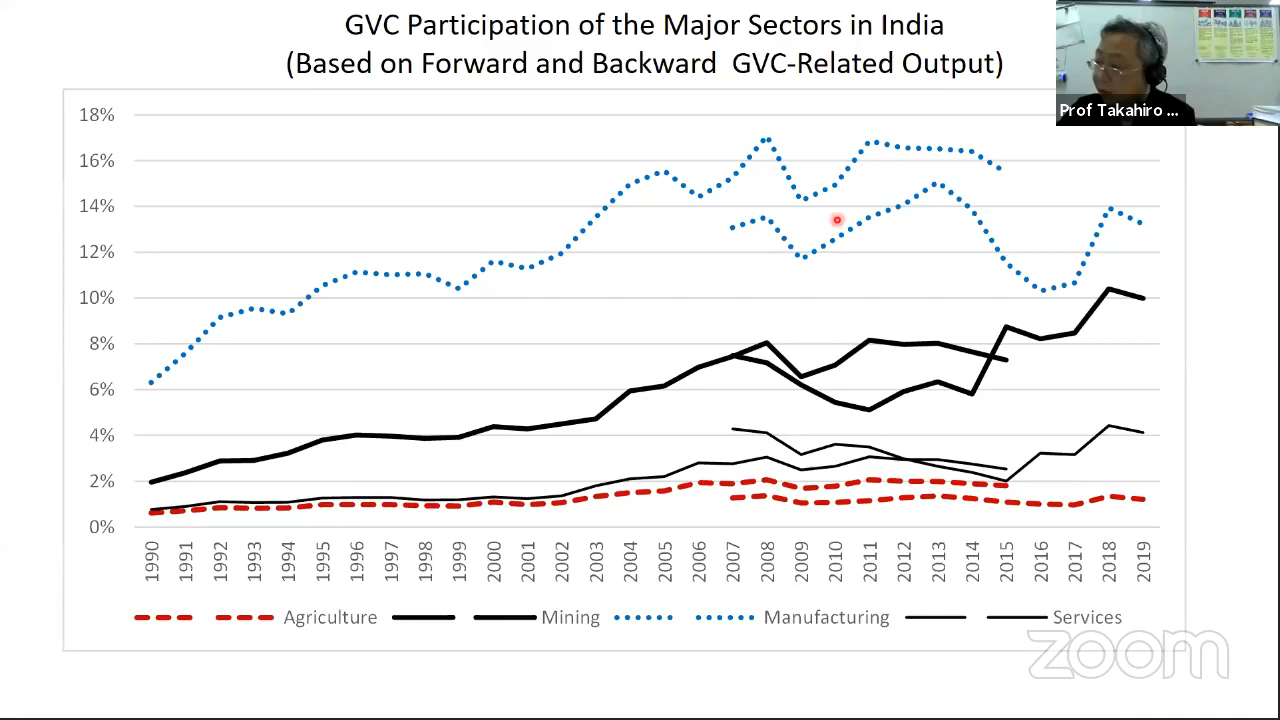 GVC Participation of the Major Sectors in India
(Based on Forward and Backward GVC-Related Output)
Prof Takahiro ...
18%
16%
14%
12%
10%
8%
6%
4%
2%
0%
1990 1991 1992 1993 1994 1995 1996 1997 1998 1999 2000 2001 2002 2003 2004 2005 2006 2007 2008 2009 2010 2011 2012 2013 2014 2015 2016 2017 2018 2019
Agriculture Mining Manufacturing Services
zoom